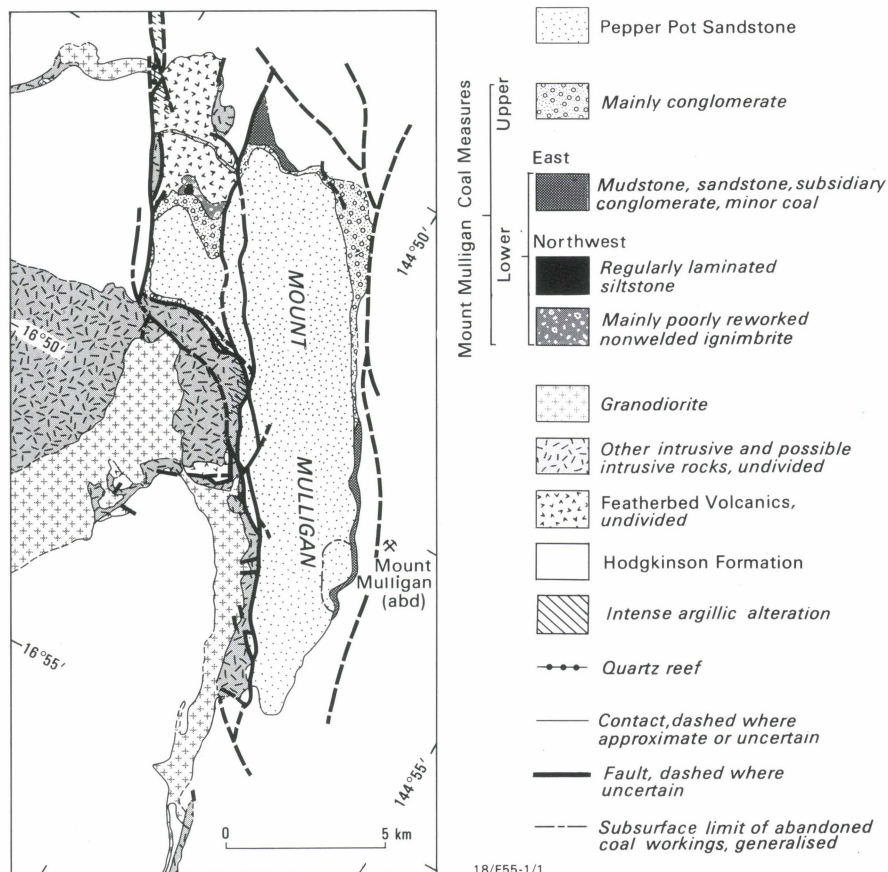 144°50'
16°50'
MOUNT
MULLIGAN
Mount
Mulligan
(abd)
16°55'
144°55'
0 5 km
Pepper Pot Sandstone
Mount Mulligan Coal Measures
Upper
Mainly conglomerate
Lower
East
Mudstone, sandstone, subsidiary
conglomerate, minor coal
Northwest
Regularly laminated
siltstone
Mainly poorly reworked
nonwelded ignimbrite
Granodiorite
Other intrusive and possible
intrusive rocks, undivided
Featherbed Volcanics,
undivided
Hodgkinson Formation
Intense argillic alteration
Quartz reef
Contact, dashed where
approximate or uncertain
Fault, dashed where
uncertain
Subsurface limit of abandoned
coal workings, generalised
18/E55-1/1